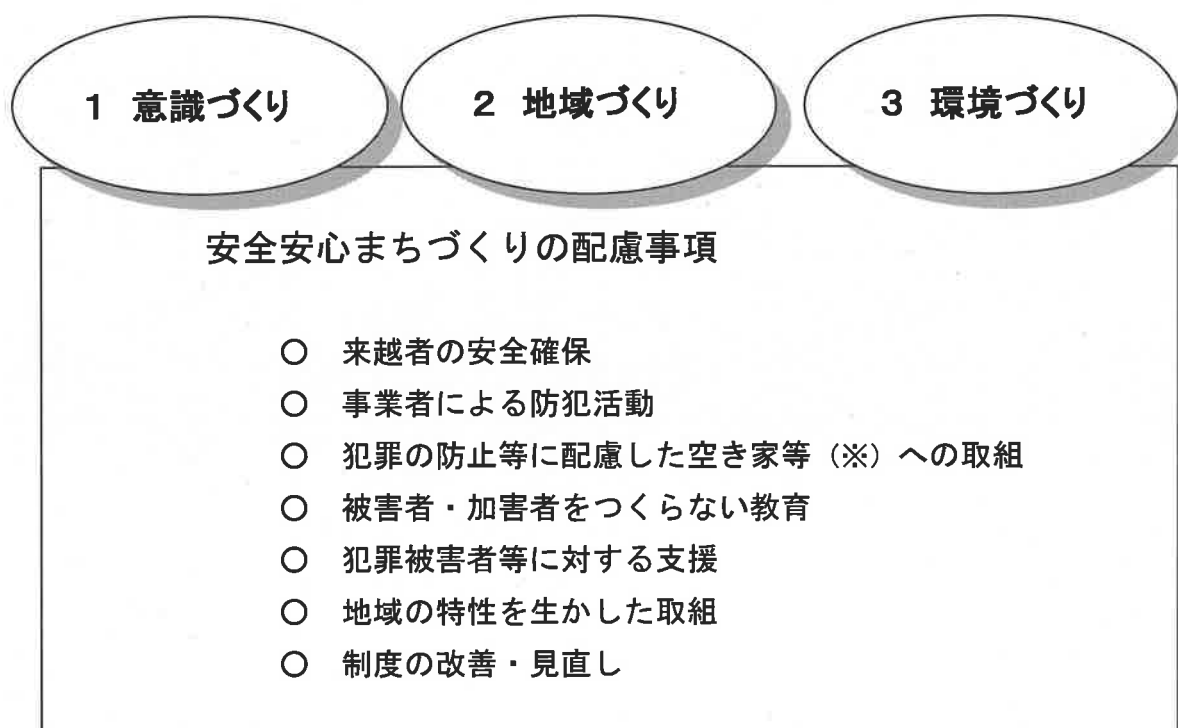 1 意識づくり
2 地域づくり
3 環境づくり
安全安心まちづくりの配慮事項
○ 来越者の安全確保
○ 事業者による防犯活動
○ 犯罪の防止等に配慮した空き家等（※）への取組
○ 被害者・加害者をつくらない教育
○ 犯罪被害者等に対する支援
○ 地域の特性を生かした取組
○ 制度の改善・見直し